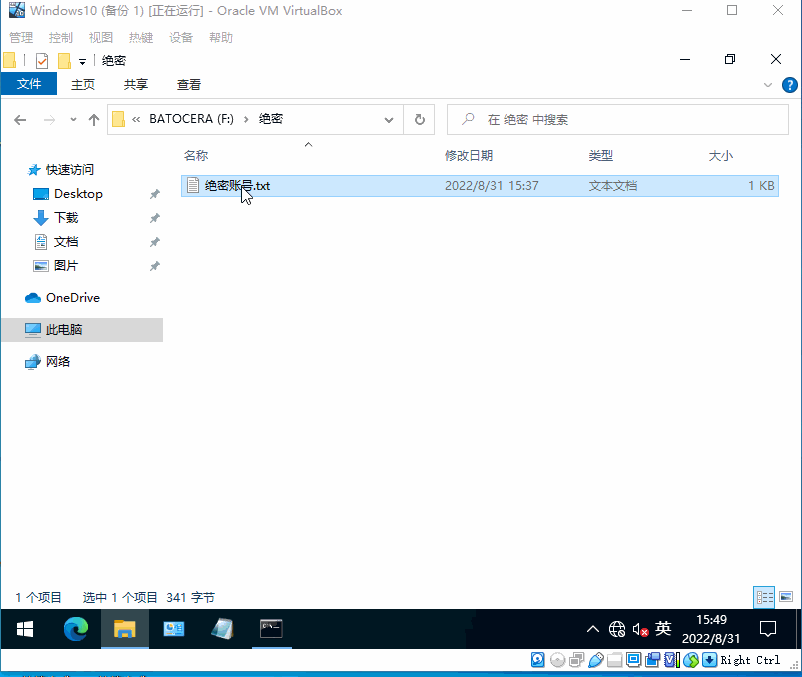 Windows10 (备份 1) [正在运行] - Oracle VM VirtualBox
管理 控制 视图 热键 设备 帮助
绝密
文件 主页 共享 查看
« BATOCERA (F:) › 绝密
在 绝密 中搜索
名称 修改日期 类型 大小
绝密账号.txt 2022/8/31 15:37 文本文档 1 KB
快速访问
Desktop
下载
文档
图片
OneDrive
此电脑
网络
1 个项目 选中 1 个项目 341 字节
英 15:49
2022/8/31
Right Ctrl